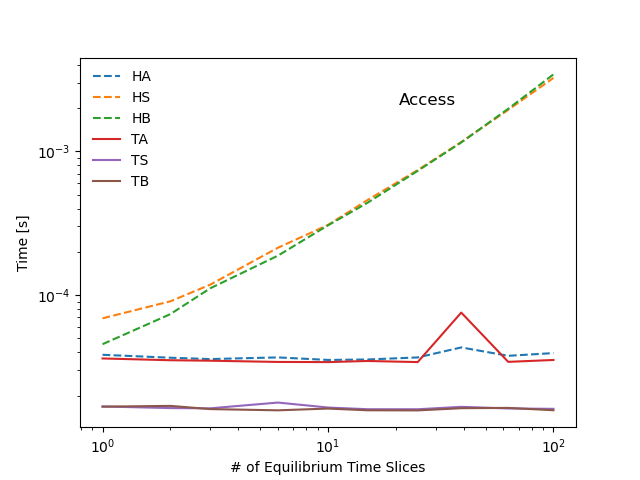 HA
HS
HB
TA
TS
TB
Access
Time [s]
10⁻³
10⁻⁴
10⁰
10¹
10²
# of Equilibrium Time Slices